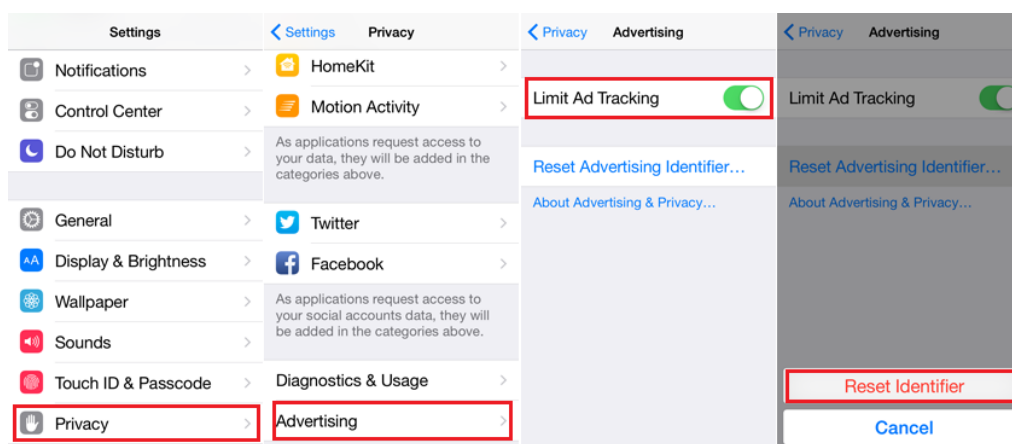 Settings
Notifications
Control Center
Do Not Disturb
General
AA Display & Brightness
Wallpaper
Sounds
Touch ID & Passcode
Privacy
Settings Privacy
HomeKit
Motion Activity
As applications request access to
your data, they will be added in the
categories above.
Twitter
Facebook
As applications request access to
your social accounts data, they will
be added in the categories above.
Diagnostics & Usage
Advertising
Privacy Advertising
Limit Ad Tracking
Reset Advertising Identifier...
About Advertising & Privacy...
Privacy Advertising
Limit Ad Tracking
Reset Advertising Identifier...
About Advertising & Privacy...
Reset Identifier
Cancel